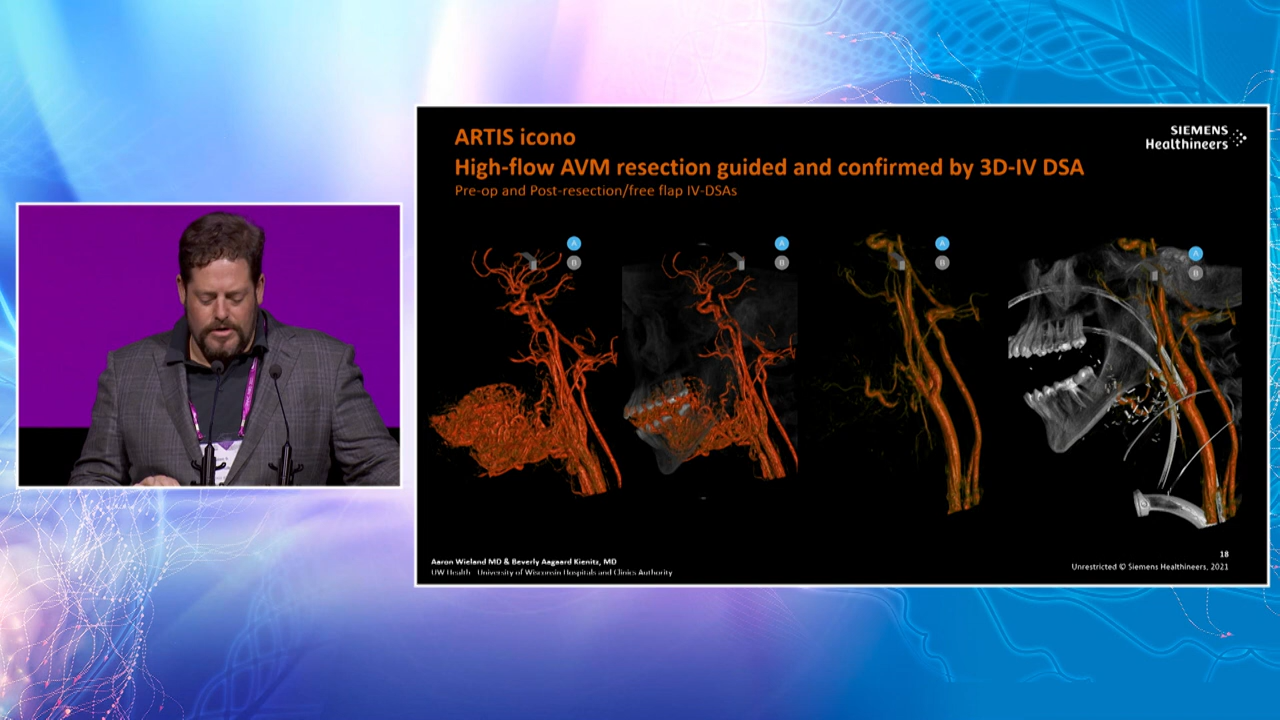 ARTIS icono
High-flow AVM resection guided and confirmed by 3D-IV DSA
Pre-op and Post-resection/free flap IV-DSAs
SIEMENS
Healthineers
A
B
A
B
A
B
A
B
Aaron Wieland MD & Beverly Aagaard Kienitz, MD
UW Health University of Wisconsin Hospitals and Clinics Authority
18
Unrestricted © Siemens Healthineers, 2021